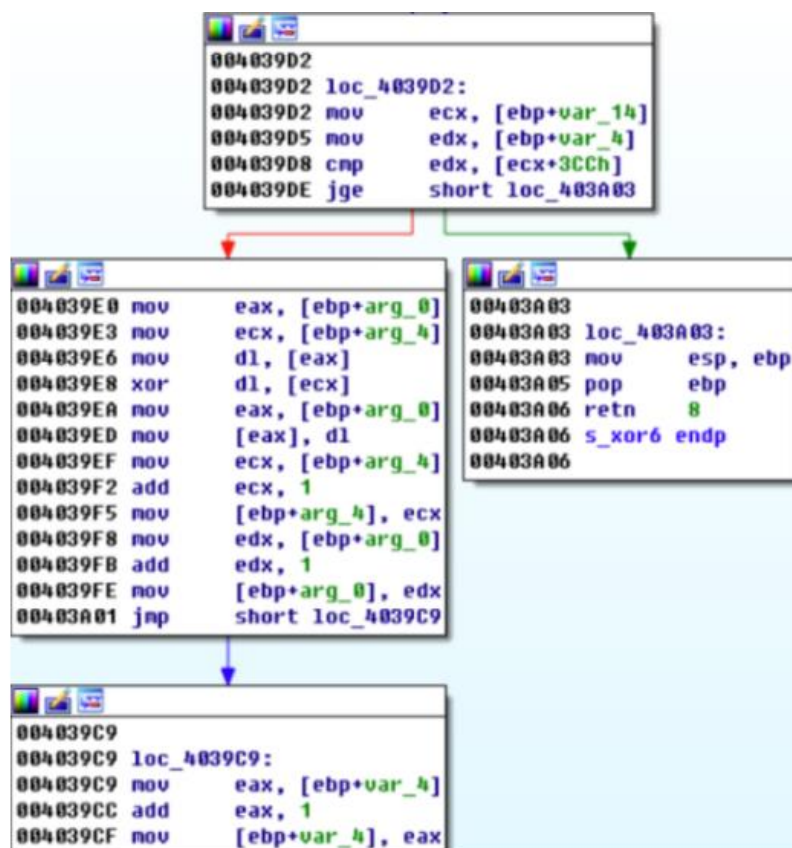 004039D2
004039D2 loc_4039D2:
004039D2 mov ecx, [ebp+var_14]
004039D5 mov edx, [ebp+var_4]
004039D8 cmp edx, [ecx+3CCh]
004039DE jge short loc_403A03
004039E0 mov eax, [ebp+arg_0]
004039E3 mov ecx, [ebp+arg_4]
004039E6 mov dl, [eax]
004039E8 xor dl, [ecx]
004039EA mov eax, [ebp+arg_0]
004039ED mov [eax], dl
004039EF mov ecx, [ebp+arg_4]
004039F2 add ecx, 1
004039F5 mov [ebp+arg_4], ecx
004039F8 mov edx, [ebp+arg_0]
004039FB add edx, 1
004039FE mov [ebp+arg_0], edx
00403A01 jmp short loc_4039C9
00403A03
00403A03 loc_403A03:
00403A03 mov esp, ebp
00403A05 pop ebp
00403A06 retn 8
00403A06 s_xor6 endp
00403A06
004039C9
004039C9 loc_4039C9:
004039C9 mov eax, [ebp+var_4]
004039CC add eax, 1
004039CF mov [ebp+var_4], eax